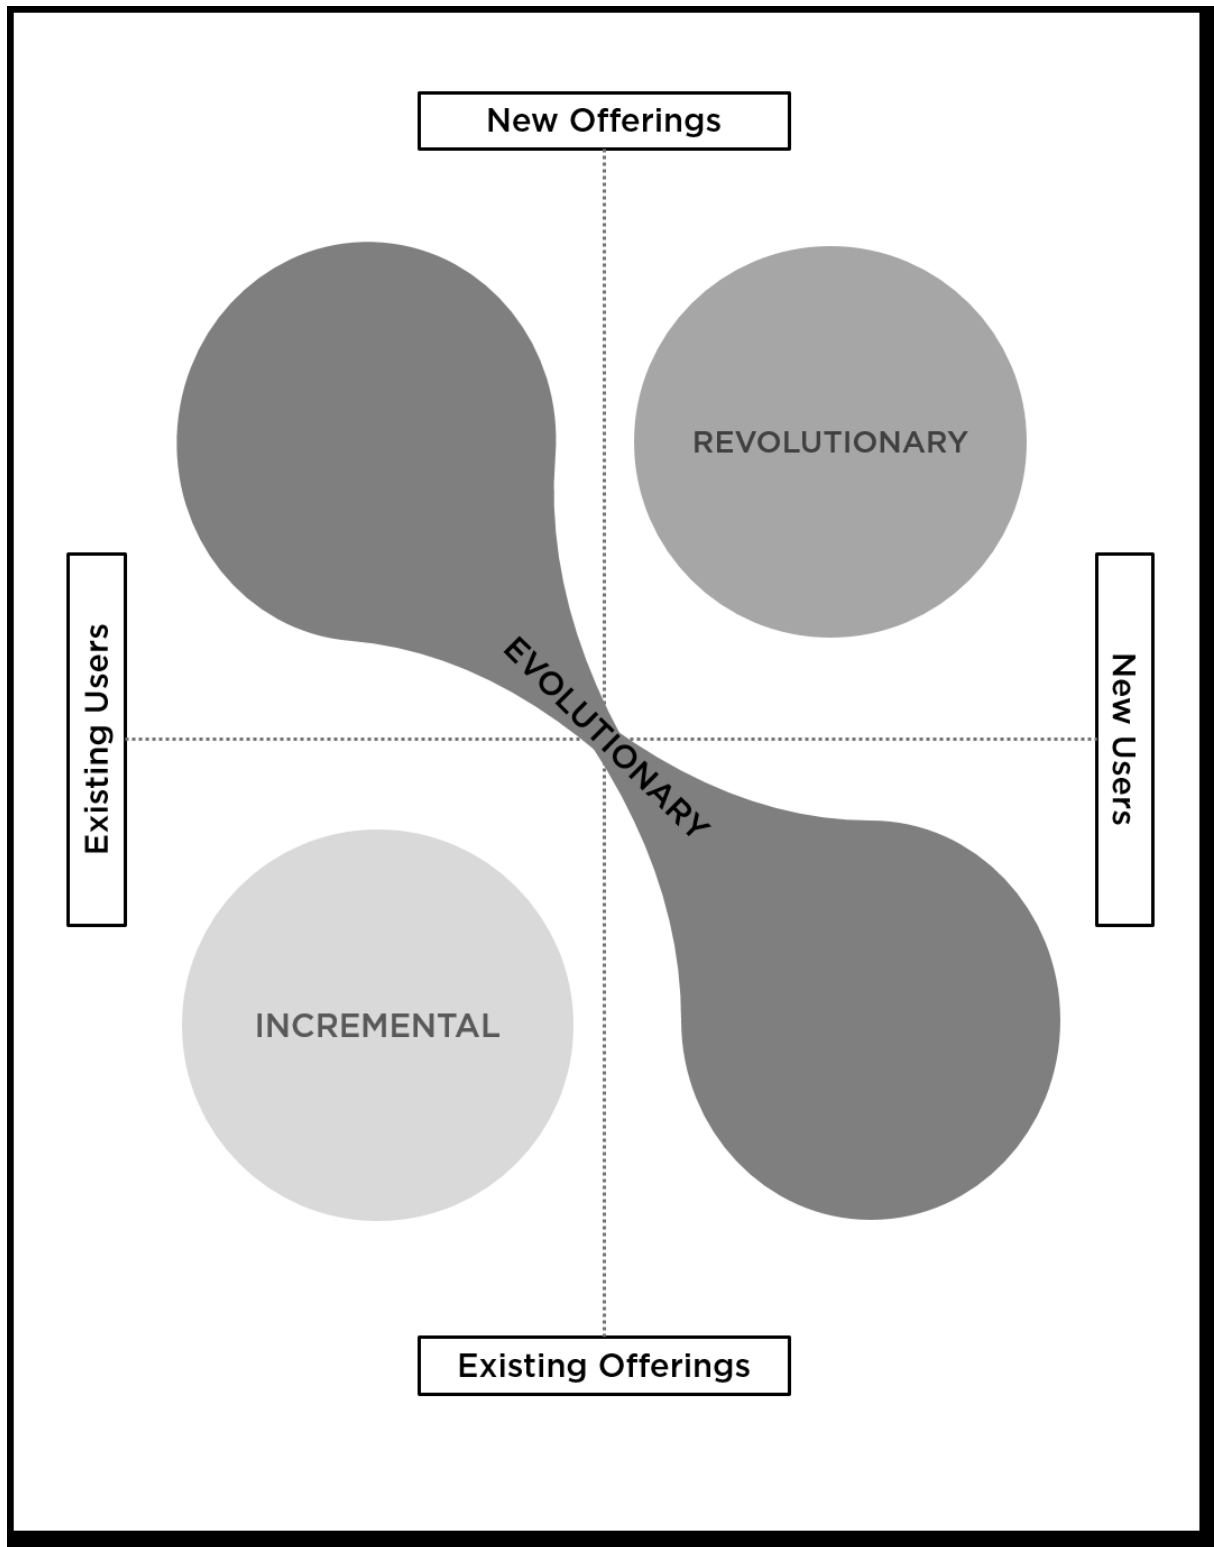 New Offerings
REVOLUTIONARY
Existing Users
EVOLUTIONARY
New Users
INCREMENTAL
Existing Offerings